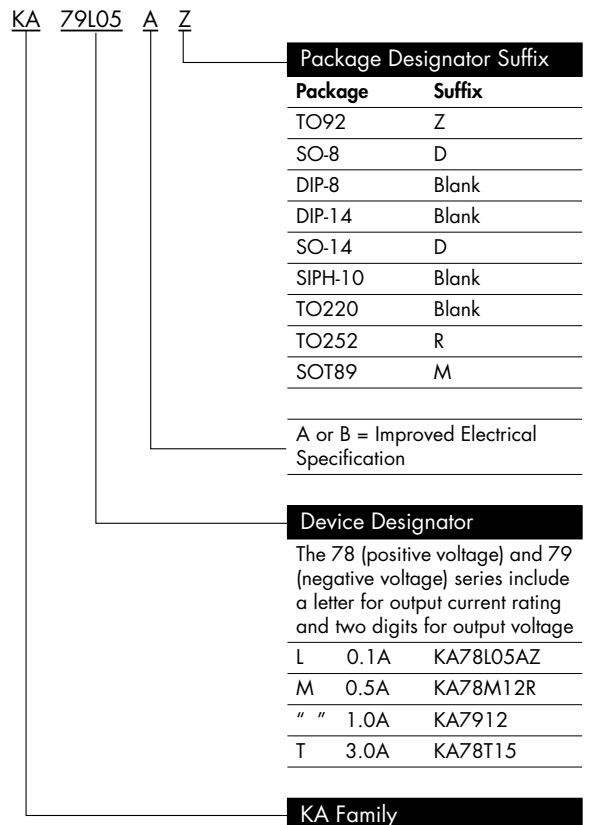 KA 79L05 A Z
Package Designator Suffix
Package Suffix
TO92 Z
SO-8 D
DIP-8 Blank
DIP-14 Blank
SO-14 D
SIPH-10 Blank
TO220 Blank
TO252 R
SOT89 M
A or B = Improved Electrical
Specification
Device Designator
The 78 (positive voltage) and 79
(negative voltage) series include
a letter for output current rating
and two digits for output voltage
L 0.1A KA78L05AZ
M 0.5A KA78M12R
" " 1.0A KA7912
T 3.0A KA78T15
KA Family